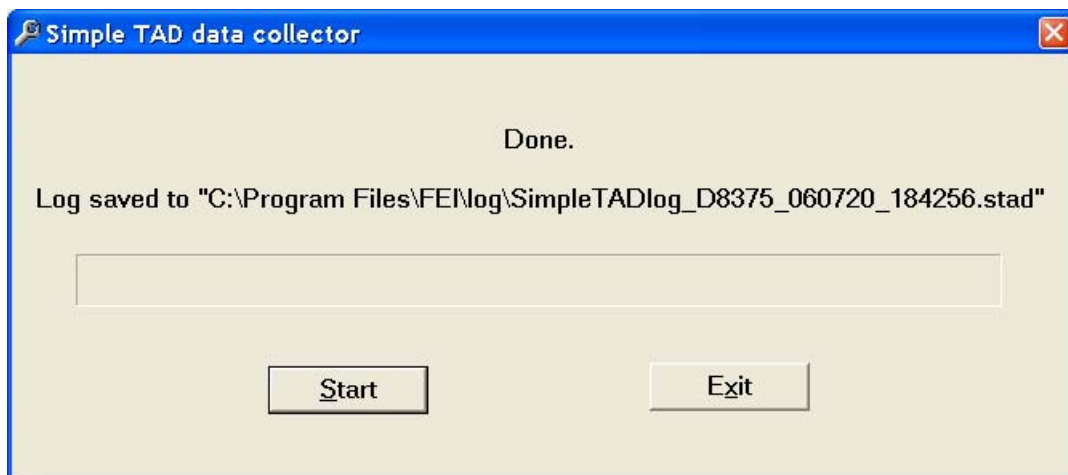 Simple TAD data collector
Done.
Log saved to "C:\Program Files\FEI\log\SimpleTADlog_D8375_060720_184256.stad"
Start
Exit